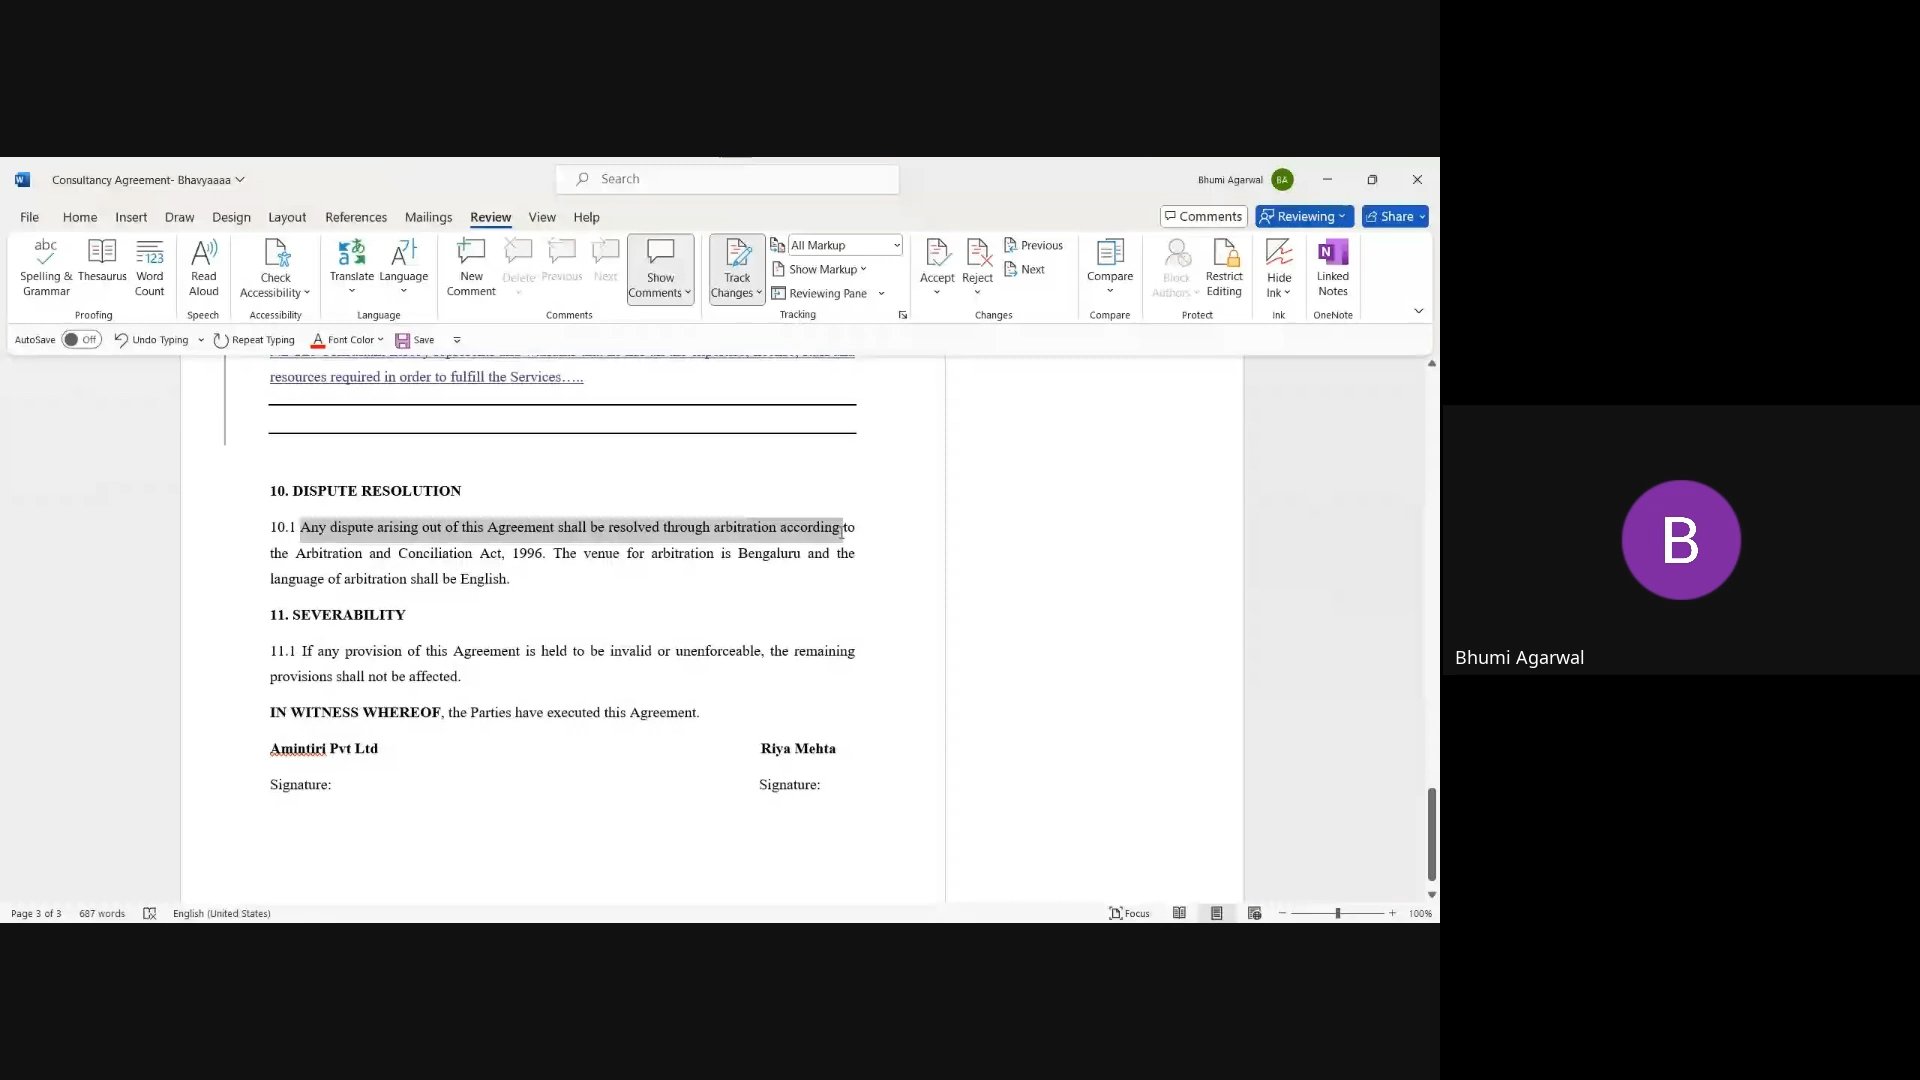 Consultancy Agreement- Bhavyaaaa
Search
Bhumi Agarwal BA
File Home Insert Draw Design Layout References Mailings Review View Help
Comments Reviewing Share
abc
Spelling & Grammar
Thesaurus
123
Word Count
Read Aloud
Check Accessibility
Translate
Language
New Comment
Delete
Previous
Next
Show Comments
Track Changes
All Markup
Show Markup
Reviewing Pane
Accept
Reject
Previous
Next
Compare
Block Authors
Restrict Editing
Hide Ink
Linked Notes
Proofing Speech Accessibility Language Comments Tracking Changes Compare Protect Ink OneNote
AutoSave Off Undo Typing Repeat Typing Font Color Save
resources required in order to fulfill the Services…..
10. DISPUTE RESOLUTION
10.1 Any dispute arising out of this Agreement shall be resolved through arbitration according to
the Arbitration and Conciliation Act, 1996. The venue for arbitration is Bengaluru and the
language of arbitration shall be English.
11. SEVERABILITY
11.1 If any provision of this Agreement is held to be invalid or unenforceable, the remaining
provisions shall not be affected.
IN WITNESS WHEREOF, the Parties have executed this Agreement.
Amintiri Pvt Ltd Riya Mehta
Signature: Signature:
Page 3 of 3 687 words English (United States) Focus 100%
B
Bhumi Agarwal